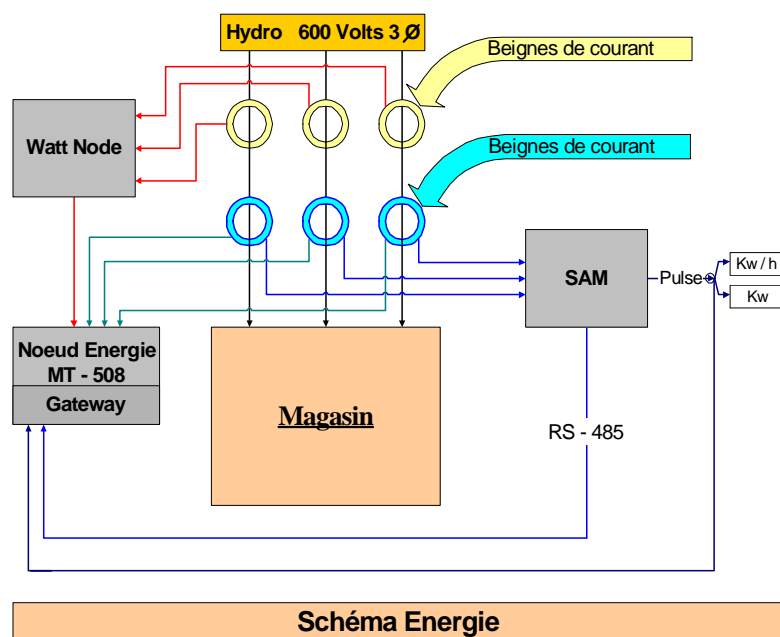 Hydro 600 Volts 3 Ø
Beignes de courant
Watt Node
Beignes de courant
SAM
Pulse
Kw / h
Kw
Noeud Energie
MT - 508
Gateway
Magasin
RS - 485
Schéma Energie